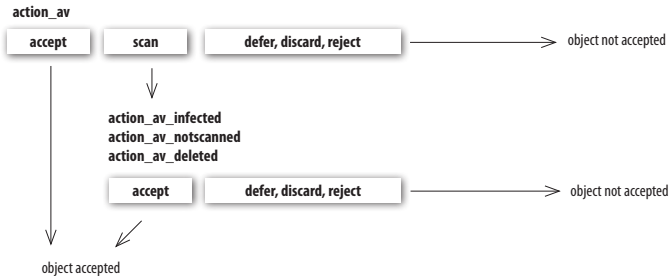 action_av
accept scan defer, discard, reject object not accepted
action_av_infected
action_av_notscanned
action_av_deleted
accept defer, discard, reject object not accepted
object accepted